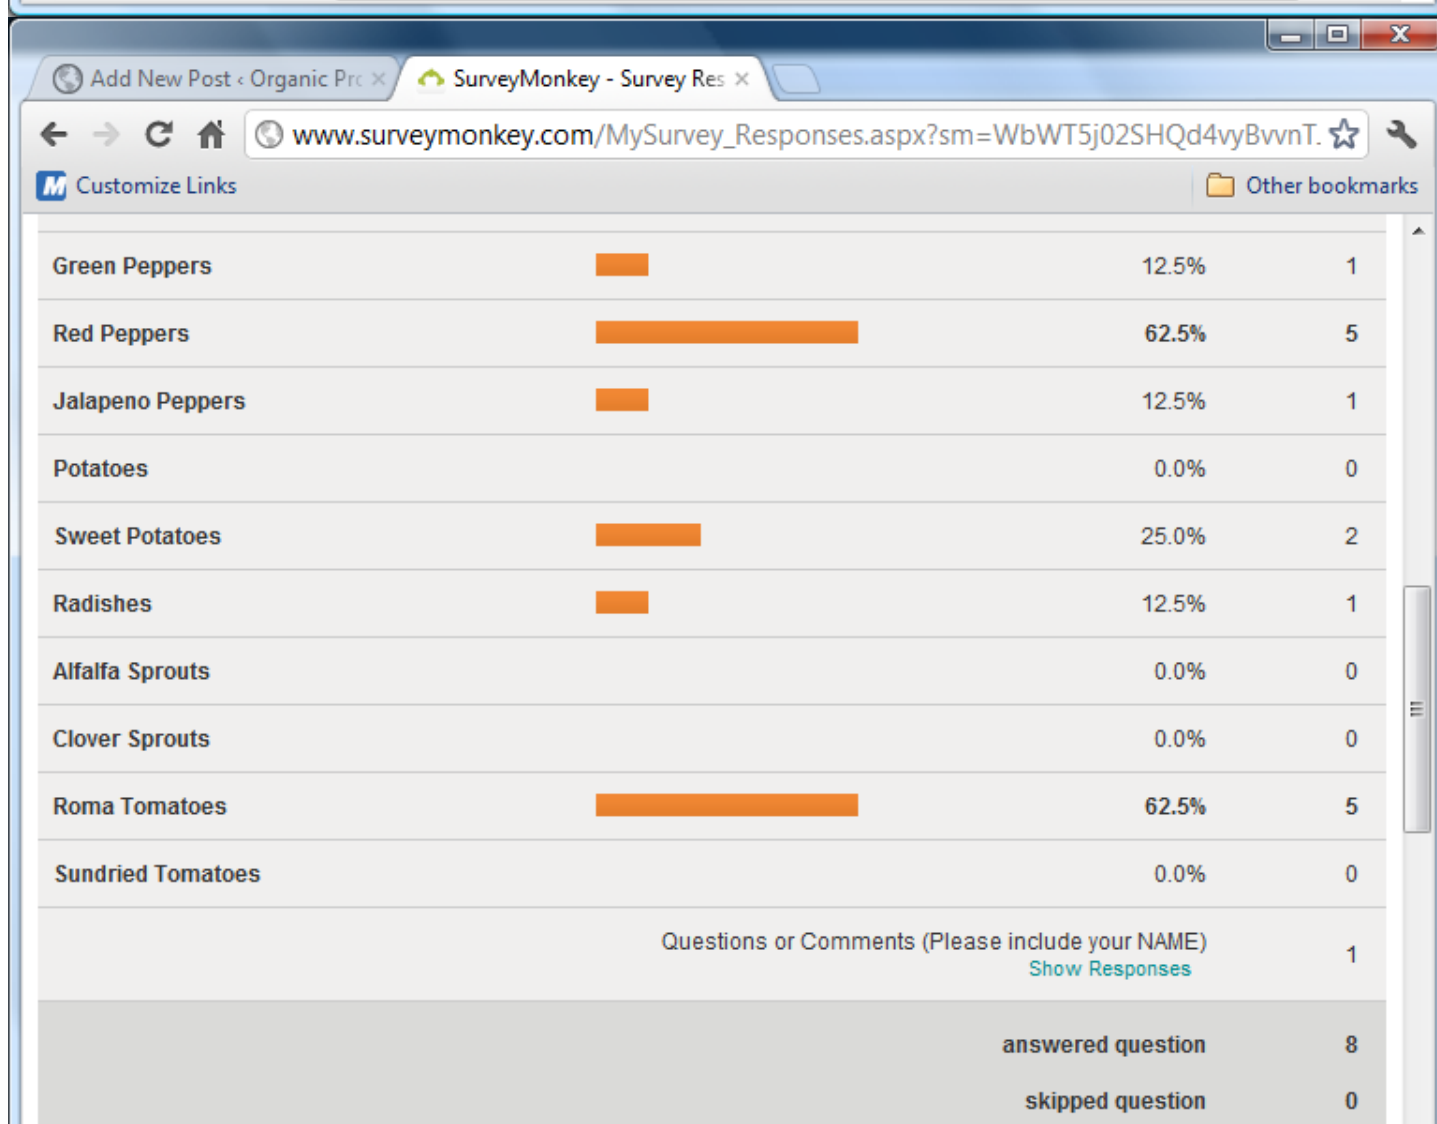 Add New Post ‹ Organic Pro
SurveyMonkey - Survey Res
www.surveymonkey.com/MySurvey_Responses.aspx?sm=WbWT5j02SHQd4vyBvvnT.
Customize Links
Other bookmarks
Green Peppers 12.5% 1
Red Peppers 62.5% 5
Jalapeno Peppers 12.5% 1
Potatoes 0.0% 0
Sweet Potatoes 25.0% 2
Radishes 12.5% 1
Alfalfa Sprouts 0.0% 0
Clover Sprouts 0.0% 0
Roma Tomatoes 62.5% 5
Sundried Tomatoes 0.0% 0
Questions or Comments (Please include your NAME) 1
Show Responses
answered question 8
skipped question 0